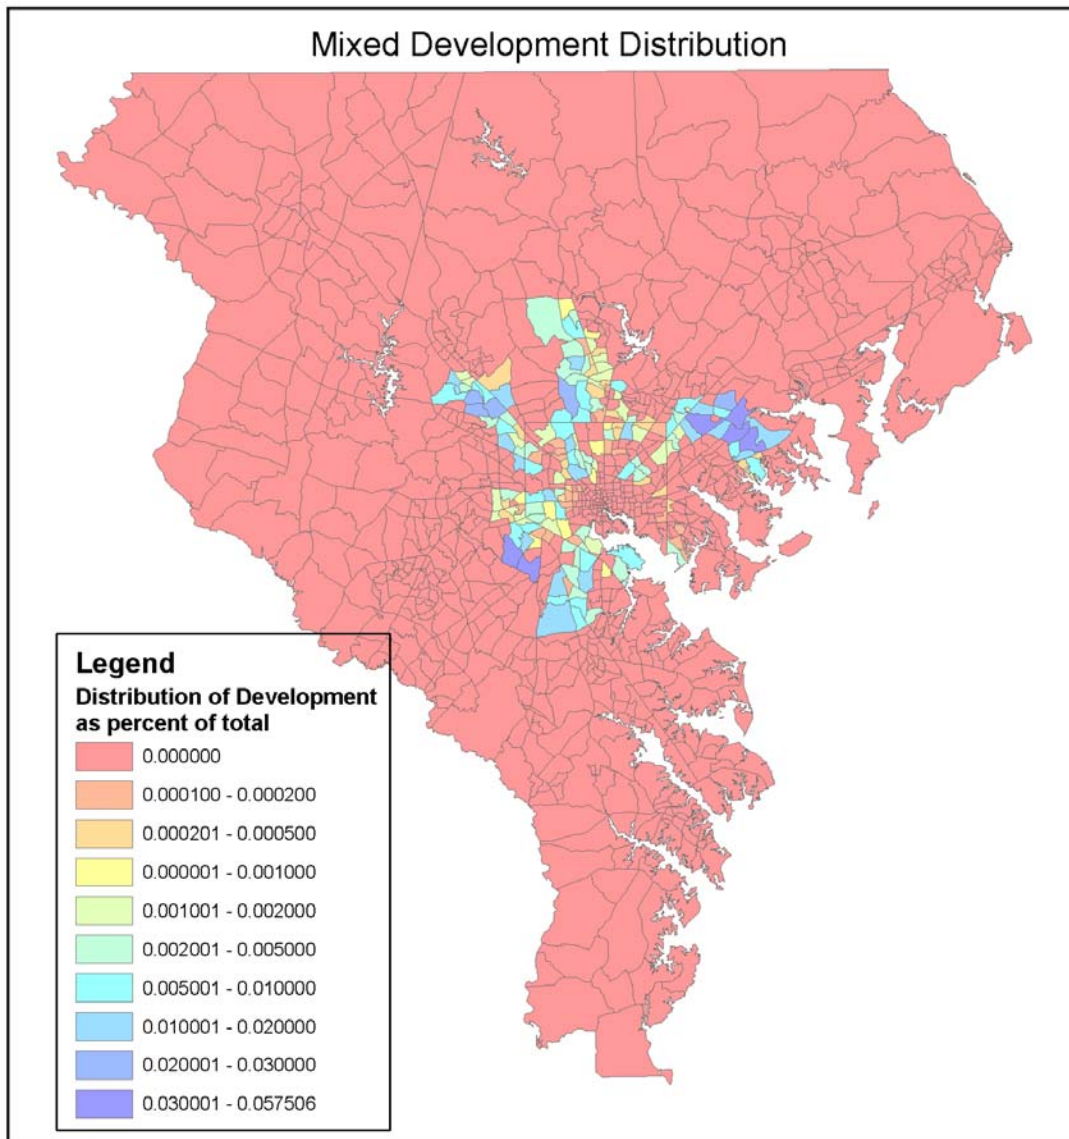 Mixed Development Distribution
Legend
Distribution of Development
as percent of total
0.000000
0.000100 - 0.000200
0.000201 - 0.000500
0.000001 - 0.001000
0.001001 - 0.002000
0.002001 - 0.005000
0.005001 - 0.010000
0.010001 - 0.020000
0.020001 - 0.030000
0.030001 - 0.057506